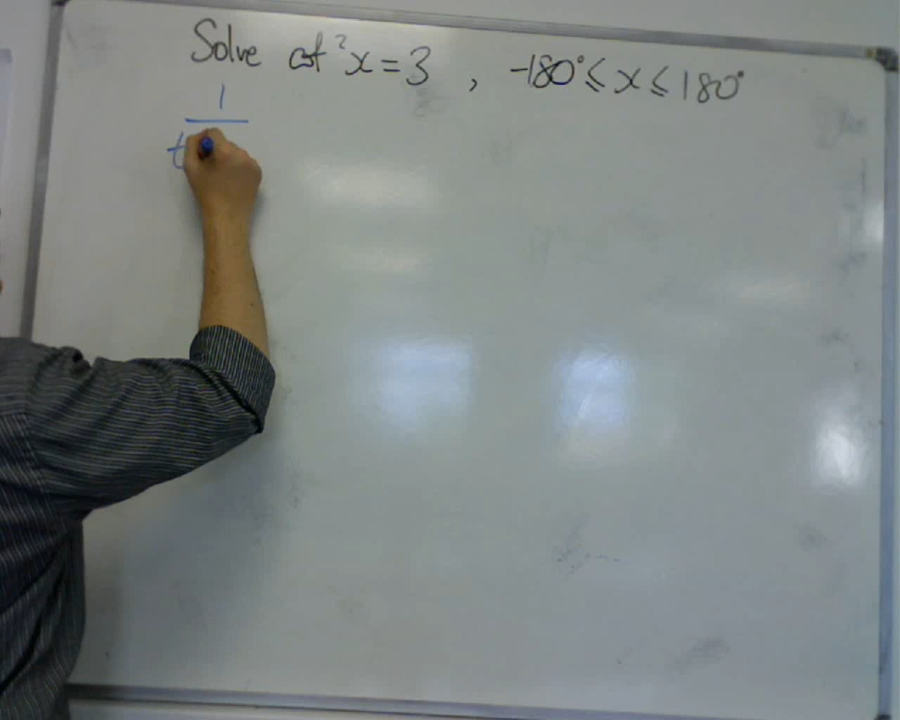 Solve cot²x = 3 , -180° ≤ x ≤ 180°
1
t